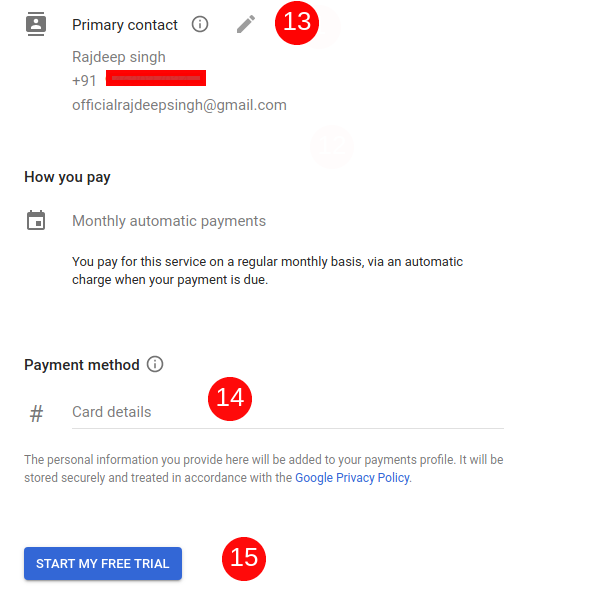 Primary contact 13
Rajdeep singh
+91
officialrajdeepsingh@gmail.com
How you pay
Monthly automatic payments
You pay for this service on a regular monthly basis, via an automatic
charge when your payment is due.
Payment method
# Card details 14
The personal information you provide here will be added to your payments profile. It will be
stored securely and treated in accordance with the Google Privacy Policy.
START MY FREE TRIAL 15